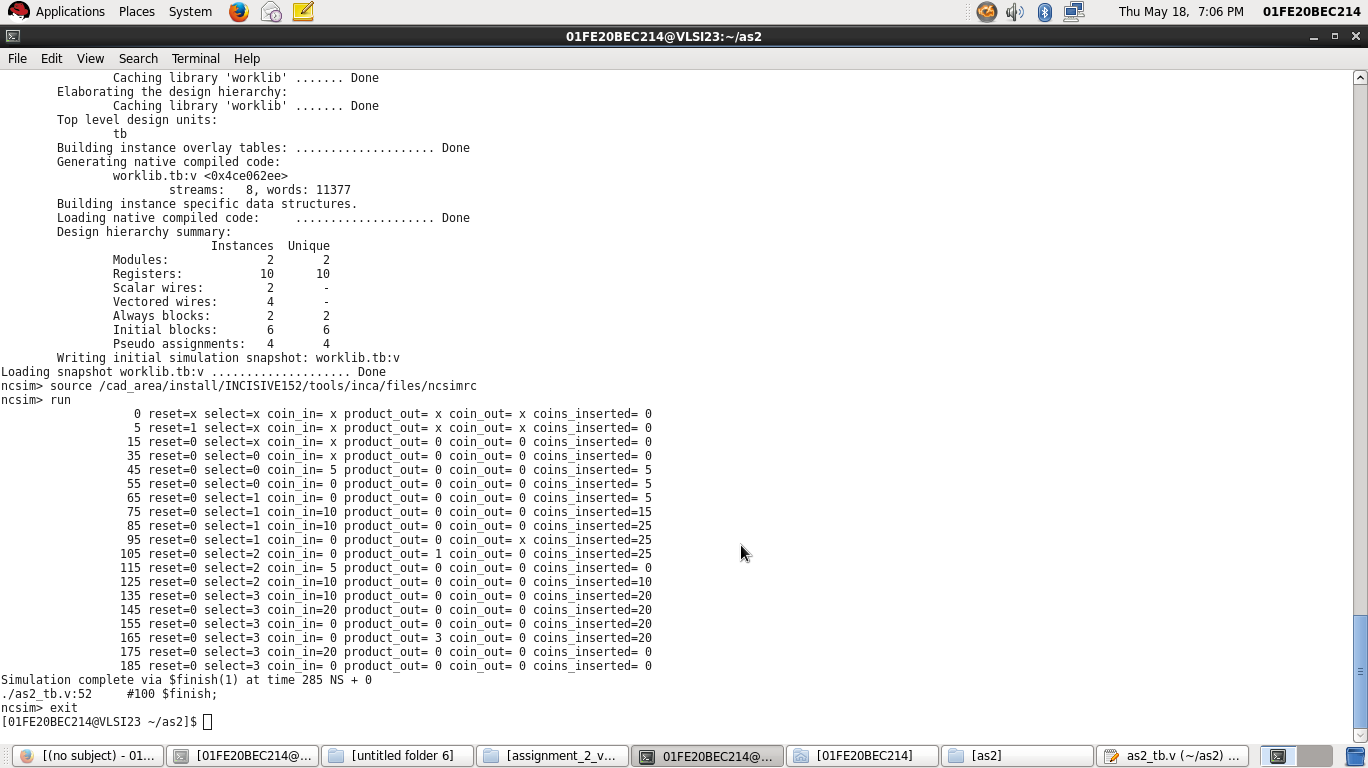 Applications Places System Thu May 18, 7:06 PM 01FE20BEC214
01FE20BEC214@VLSI23:~/as2
File Edit View Search Terminal Help
Caching library 'worklib' ....... Done
Elaborating the design hierarchy:
Caching library 'worklib' ....... Done
Top level design units:
tb
Building instance overlay tables: .................... Done
Generating native compiled code:
worklib.tb:v <0x4ce062ee>
streams:   8, words: 11377
Building instance specific data structures.
Loading native compiled code:     .................... Done
Design hierarchy summary:
Instances  Unique
Modules:              2       2
Registers:           10      10
Scalar wires:         2       -
Vectored wires:       4       -
Always blocks:        2       2
Initial blocks:       6       6
Pseudo assignments:   4       4
Writing initial simulation snapshot: worklib.tb:v
Loading snapshot worklib.tb:v .................... Done
ncsim> source /cad_area/install/INCISIVE152/tools/inca/files/ncsimrc
ncsim> run
0 reset=x select=x coin_in= x product_out= x coin_out= x coins_inserted= 0
5 reset=1 select=x coin_in= x product_out= x coin_out= x coins_inserted= 0
15 reset=0 select=x coin_in= x product_out= 0 coin_out= 0 coins_inserted= 0
35 reset=0 select=0 coin_in= x product_out= 0 coin_out= 0 coins_inserted= 0
45 reset=0 select=0 coin_in= 5 product_out= 0 coin_out= 0 coins_inserted= 5
55 reset=0 select=0 coin_in= 0 product_out= 0 coin_out= 0 coins_inserted= 5
65 reset=0 select=1 coin_in= 0 product_out= 0 coin_out= 0 coins_inserted= 5
75 reset=0 select=1 coin_in=10 product_out= 0 coin_out= 0 coins_inserted=15
85 reset=0 select=1 coin_in=10 product_out= 0 coin_out= 0 coins_inserted=25
95 reset=0 select=1 coin_in= 0 product_out= 0 coin_out= x coins_inserted=25
105 reset=0 select=2 coin_in= 0 product_out= 1 coin_out= 0 coins_inserted=25
115 reset=0 select=2 coin_in= 5 product_out= 0 coin_out= 0 coins_inserted= 0
125 reset=0 select=2 coin_in=10 product_out= 0 coin_out= 0 coins_inserted=10
135 reset=0 select=3 coin_in=10 product_out= 0 coin_out= 0 coins_inserted=20
145 reset=0 select=3 coin_in=20 product_out= 0 coin_out= 0 coins_inserted=20
155 reset=0 select=3 coin_in= 0 product_out= 0 coin_out= 0 coins_inserted=20
165 reset=0 select=3 coin_in= 0 product_out= 3 coin_out= 0 coins_inserted=20
175 reset=0 select=3 coin_in=20 product_out= 0 coin_out= 0 coins_inserted= 0
185 reset=0 select=3 coin_in= 0 product_out= 0 coin_out= 0 coins_inserted= 0
Simulation complete via $finish(1) at time 285 NS + 0
./as2_tb.v:52     #100 $finish;
ncsim> exit
[01FE20BEC214@VLSI23 ~/as2]$
[(no subject) - 01... [01FE20BEC214@... [untitled folder 6] [assignment_2_v... 01FE20BEC214@... [01FE20BEC214] [as2] as2_tb.v (~/as2) ...